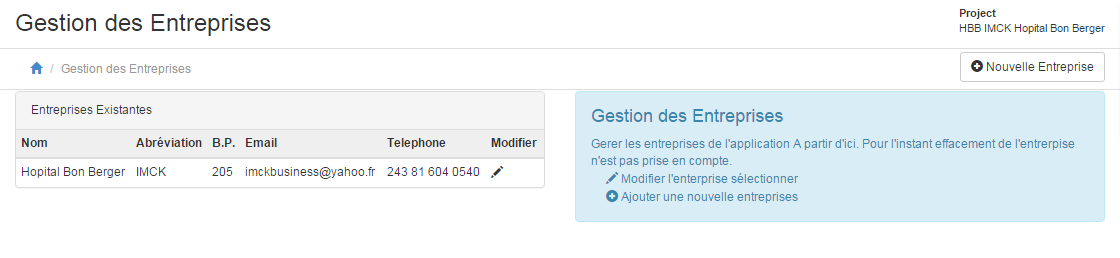 Gestion des Entreprises
Project
HBB IMCK Hopital Bon Berger
/ Gestion des Entreprises
Nouvelle Entreprise
Entreprises Existantes
Nom Abréviation B.P. Email Telephone Modifier
Hopital Bon Berger IMCK 205 imckbusiness@yahoo.fr 243 81 604 0540
Gestion des Entreprises
Gerer les entreprises de l'application A partir d'ici. Pour l'instant effacement de l'entrerpise
n'est pas prise en compte.
Modifier l'enterprise sélectionner
Ajouter une nouvelle entreprises